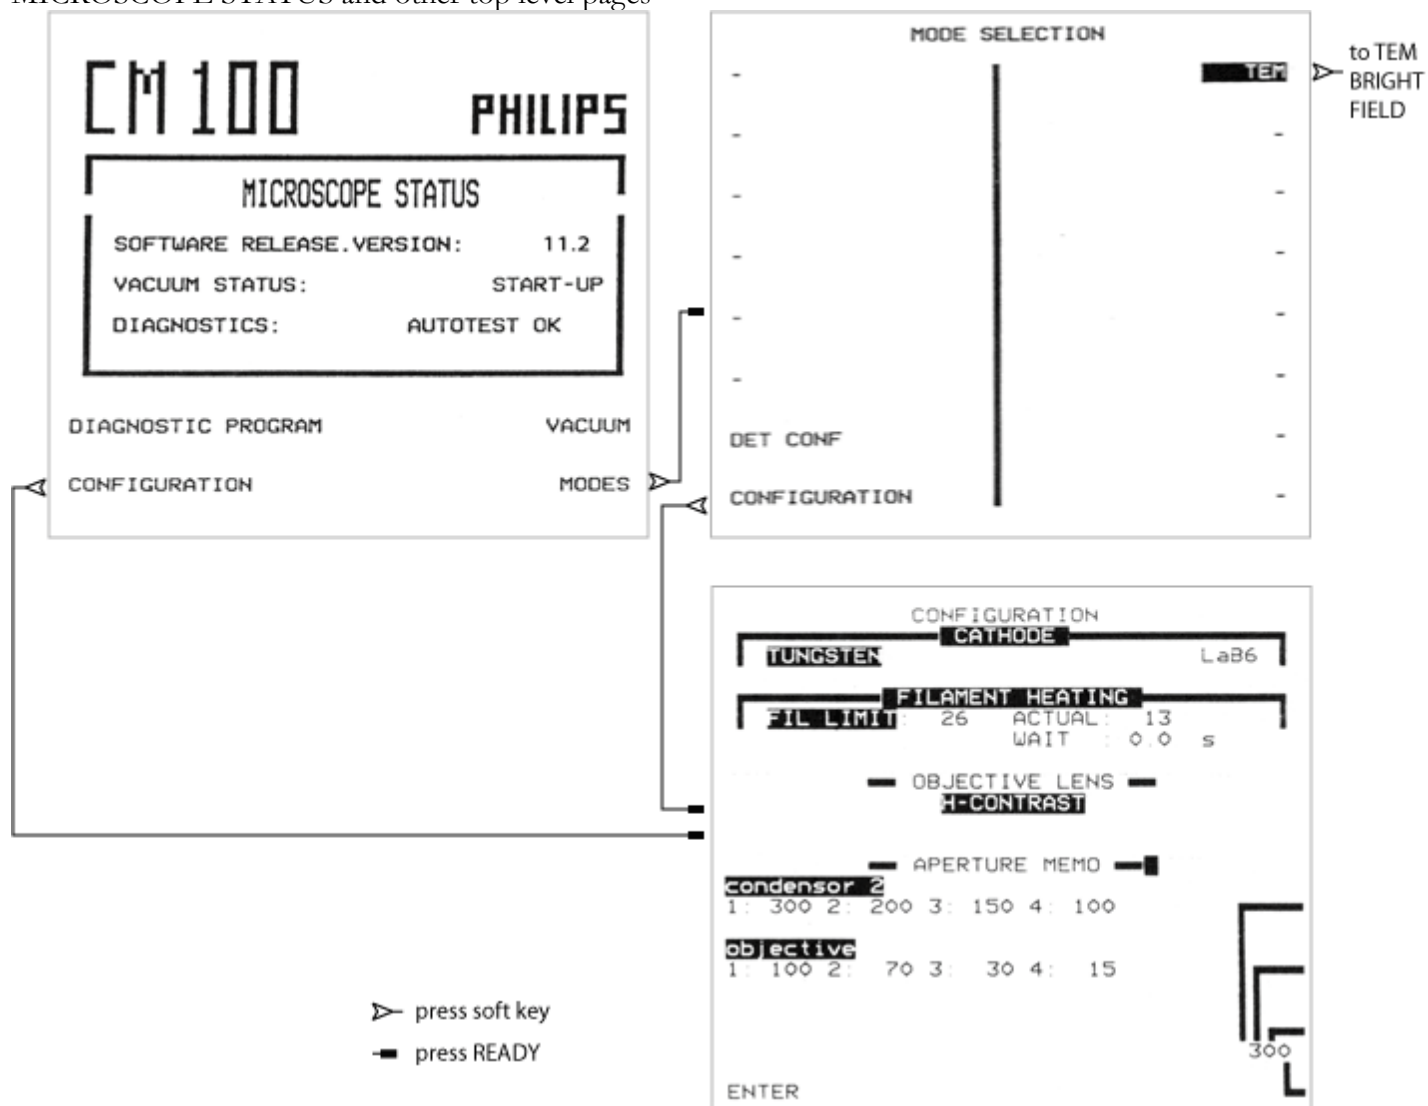 MICROSCOPE STATUS and other top level pages
CM 100
PHILIPS
MICROSCOPE STATUS
SOFTWARE RELEASE.VERSION: 11.2
VACUUM STATUS: START-UP
DIAGNOSTICS: AUTOTEST OK
DIAGNOSTIC PROGRAM VACUUM
CONFIGURATION MODES
MODE SELECTION
- TEM
- -
- -
- -
- -
- -
DET CONF -
CONFIGURATION -
to TEM
BRIGHT
FIELD
CONFIGURATION
CATHODE
TUNGSTEN LaB6
FILAMENT HEATING
FIL LIMIT: 26 ACTUAL: 13
WAIT : 0.0 s
OBJECTIVE LENS
H-CONTRAST
APERTURE MEMO
condensor 2
1: 300 2: 200 3: 150 4: 100
objective
1: 100 2: 70 3: 30 4: 15
300
ENTER
press soft key
press READY